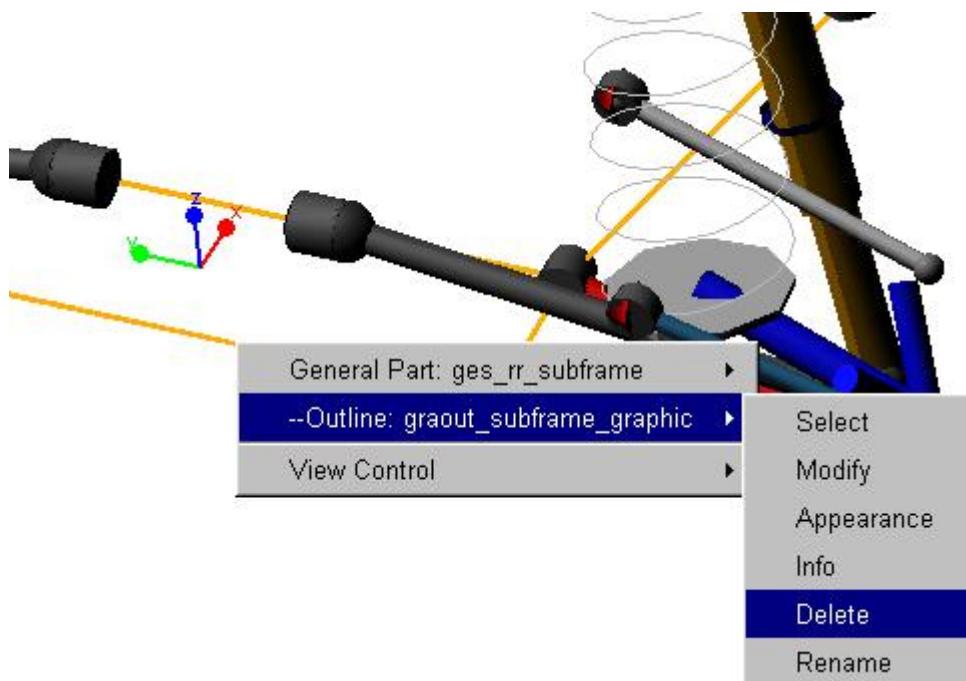 Z
X
Y
General Part: ges_rr_subframe
--Outline: graout_subframe_graphic
View Control
Select
Modify
Appearance
Info
Delete
Rename